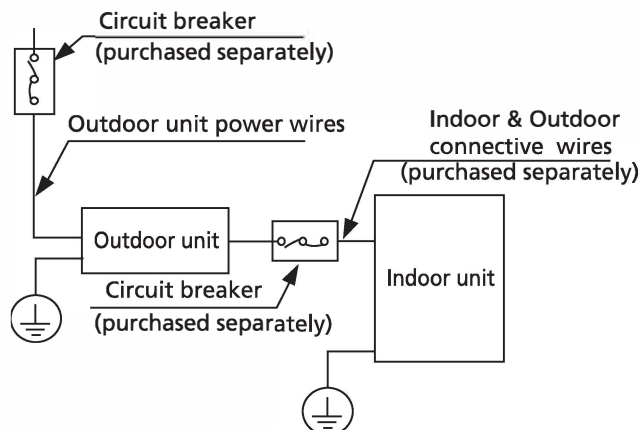 Circuit breaker
(purchased separately)
Outdoor unit power wires
Indoor & Outdoor
connective wires
(purchased separately)
Outdoor unit
Circuit breaker
(purchased separately)
Indoor unit